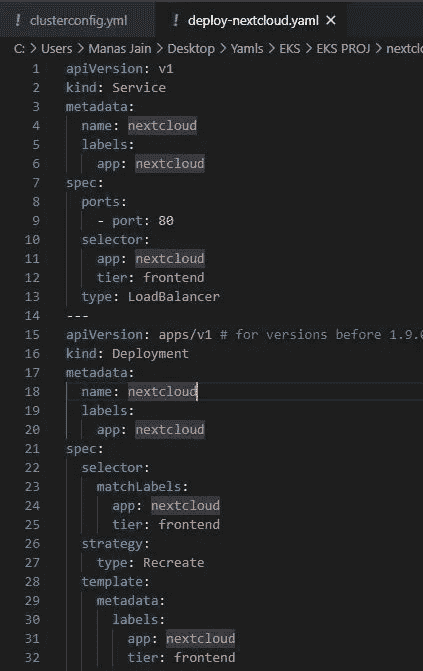 clusterconfig.yml deploy-nextcloud.yaml
C: > Users > Manas Jain > Desktop > Yamls > EKS > EKS PROJ > nextclo
1 apiVersion: v1
2 kind: Service
3 metadata:
4   name: nextcloud
5   labels:
6     app: nextcloud
7 spec:
8   ports:
9     - port: 80
10   selector:
11     app: nextcloud
12     tier: frontend
13   type: LoadBalancer
14 ---
15 apiVersion: apps/v1 # for versions before 1.9.0
16 kind: Deployment
17 metadata:
18   name: nextcloud
19   labels:
20     app: nextcloud
21 spec:
22   selector:
23     matchLabels:
24       app: nextcloud
25       tier: frontend
26   strategy:
27     type: Recreate
28   template:
29     metadata:
30       labels:
31         app: nextcloud
32         tier: frontend